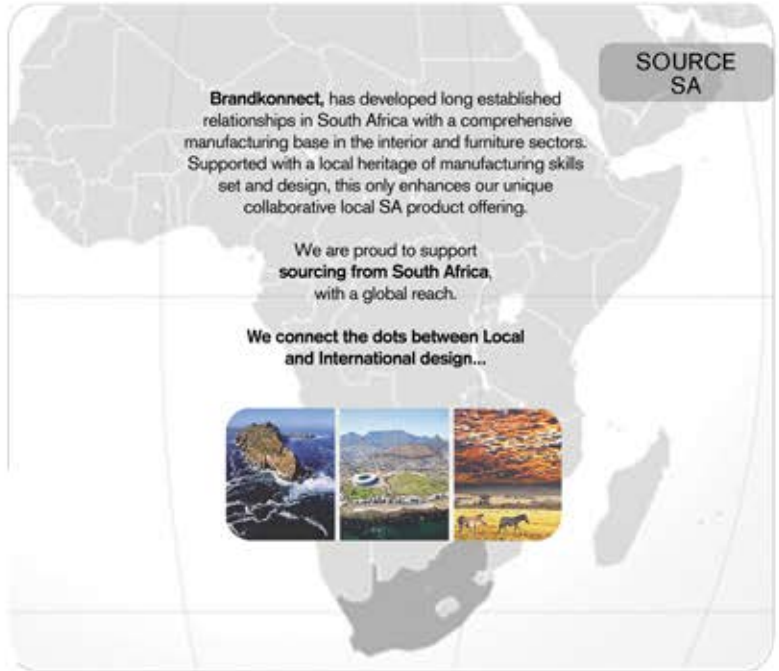 SOURCE
SA
Brandkonnect, has developed long established
relationships in South Africa with a comprehensive
manufacturing base in the interior and furniture sectors.
Supported with a local heritage of manufacturing skills
set and design, this only enhances our unique
collaborative local SA product offering.
We are proud to support
sourcing from South Africa,
with a global reach.
We connect the dots between Local
and International design...